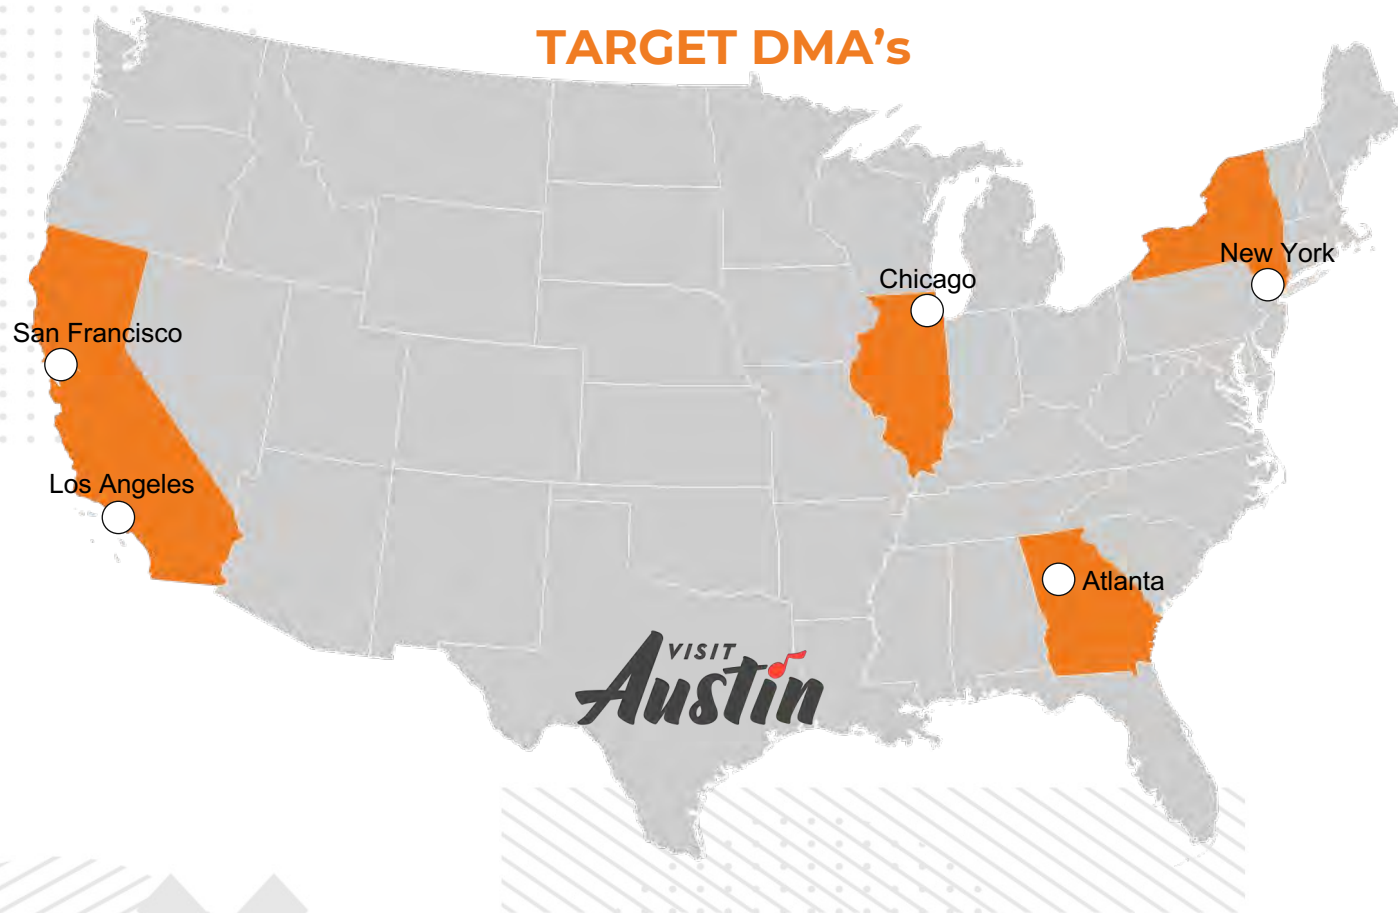 TARGET DMA's
New York
Chicago
San Francisco
Los Angeles
Atlanta
VISIT
Austin